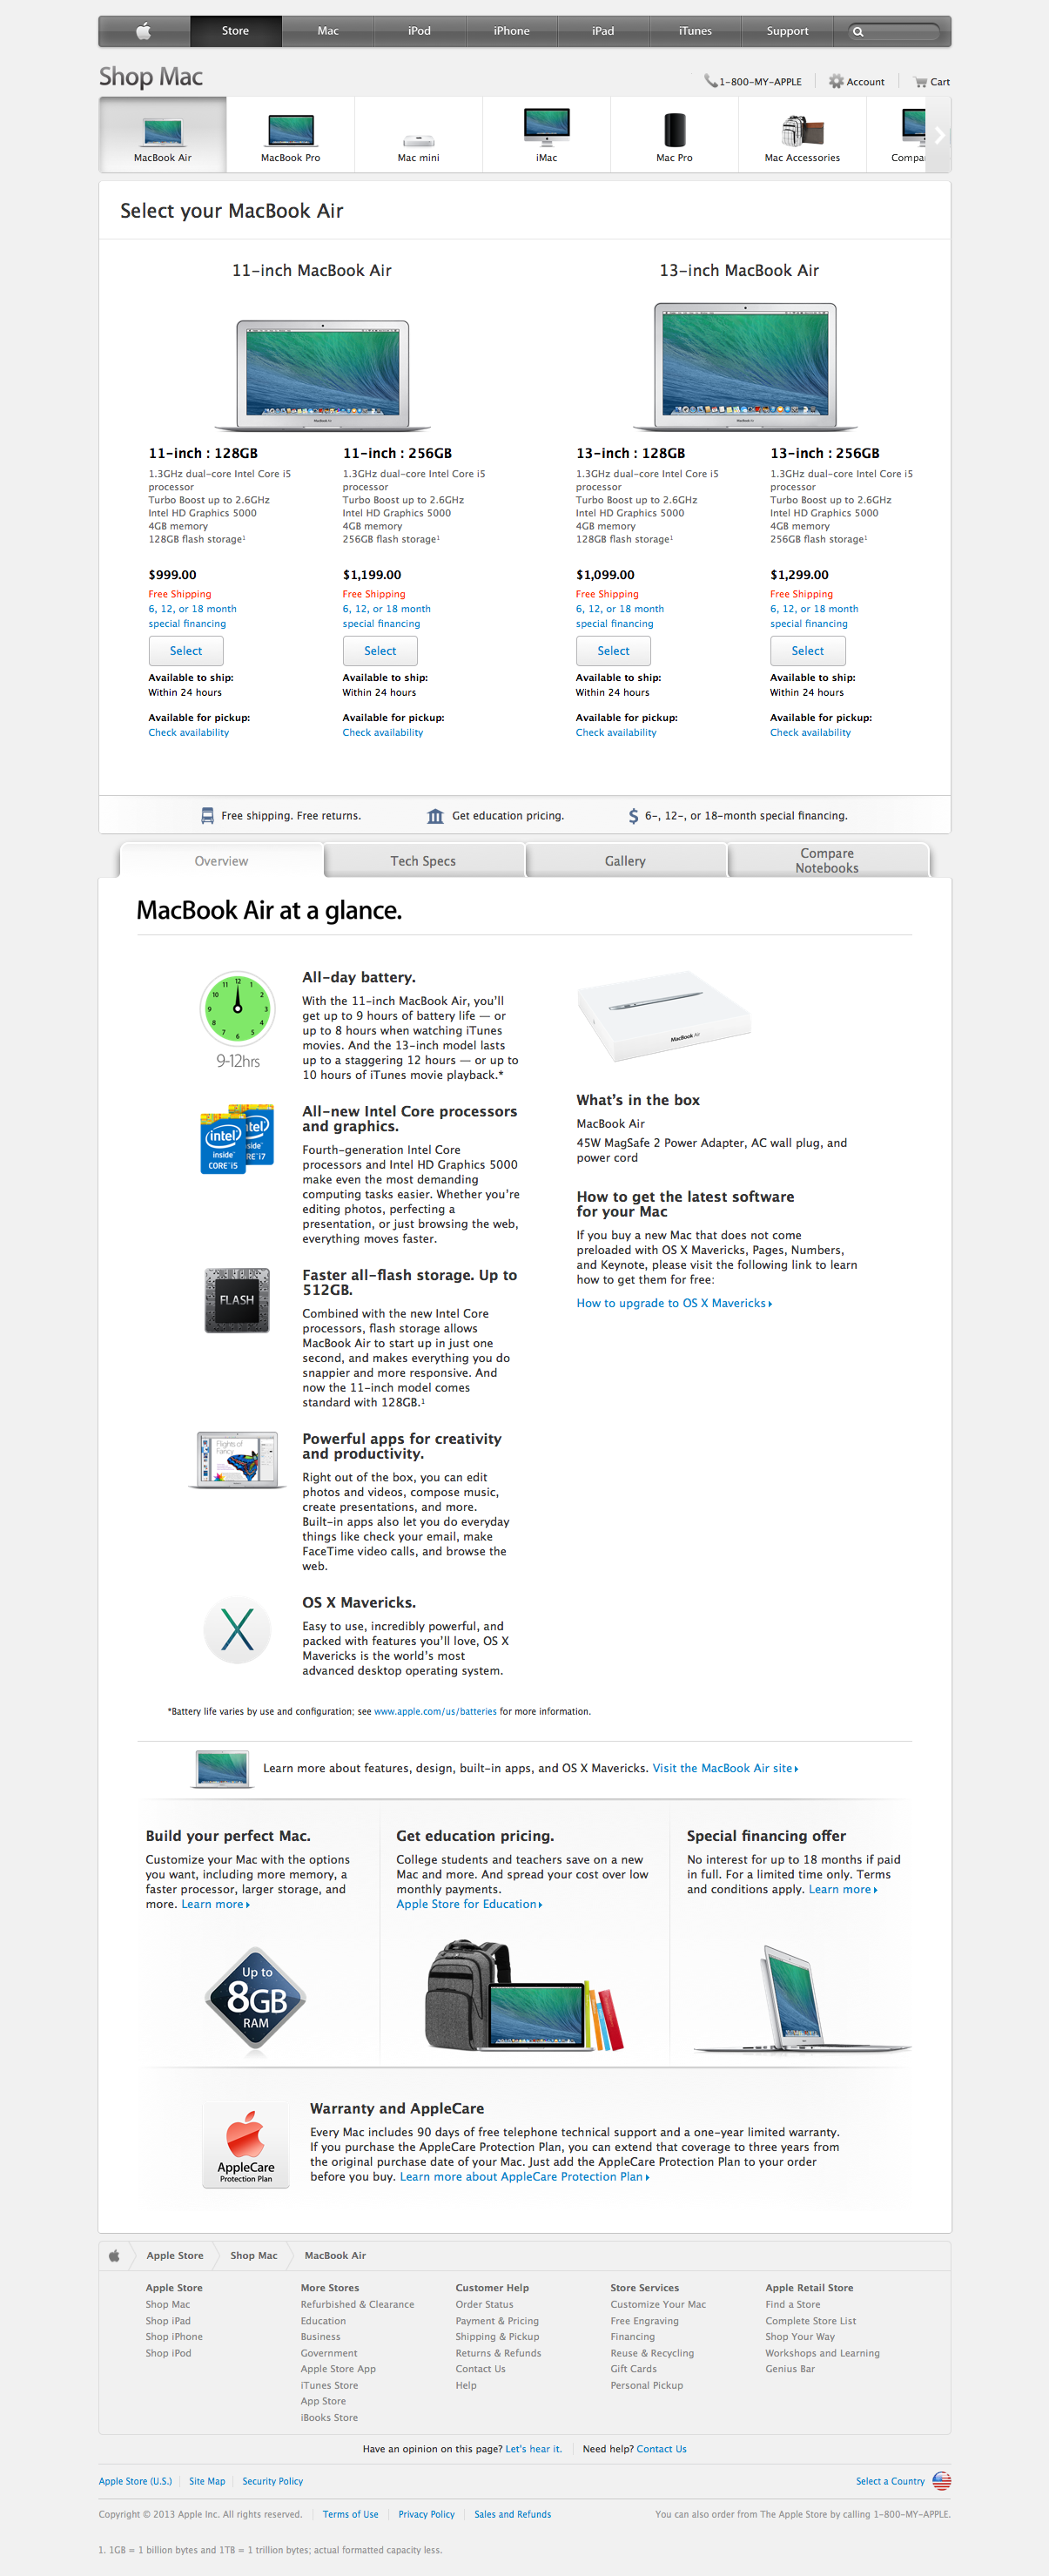 Store
Mac
iPod
iPhone
iPad
iTunes
Support
Shop Mac
1-800-MY-APPLE
Account
Cart
MacBook Air
MacBook Pro
Mac mini
iMac
Mac Pro
Mac Accessories
Compa
Select your MacBook Air
11-inch MacBook Air
13-inch MacBook Air
MacBook Air
MacBook Air
11-inch : 128GB
1.3GHz dual-core Intel Core i5
processor
Turbo Boost up to 2.6GHz
Intel HD Graphics 5000
4GB memory
128GB flash storage¹
$999.00
Free Shipping
6, 12, or 18 month
special financing
Select
Available to ship:
Within 24 hours
Available for pickup:
Check availability
11-inch : 256GB
1.3GHz dual-core Intel Core i5
processor
Turbo Boost up to 2.6GHz
Intel HD Graphics 5000
4GB memory
256GB flash storage¹
$1,199.00
Free Shipping
6, 12, or 18 month
special financing
Select
Available to ship:
Within 24 hours
Available for pickup:
Check availability
13-inch : 128GB
1.3GHz dual-core Intel Core i5
processor
Turbo Boost up to 2.6GHz
Intel HD Graphics 5000
4GB memory
128GB flash storage¹
$1,099.00
Free Shipping
6, 12, or 18 month
special financing
Select
Available to ship:
Within 24 hours
Available for pickup:
Check availability
13-inch : 256GB
1.3GHz dual-core Intel Core i5
processor
Turbo Boost up to 2.6GHz
Intel HD Graphics 5000
4GB memory
256GB flash storage¹
$1,299.00
Free Shipping
6, 12, or 18 month
special financing
Select
Available to ship:
Within 24 hours
Available for pickup:
Check availability
Free shipping. Free returns.
Get education pricing.
$ 6-, 12-, or 18-month special financing.
Overview
Tech Specs
Gallery
Compare
Notebooks
MacBook Air at a glance.
12
1
2
3
4
5
6
7
8
9
10
11
9-12hrs
All-day battery.
With the 11-inch MacBook Air, you’ll
get up to 9 hours of battery life — or
up to 8 hours when watching iTunes
movies. And the 13-inch model lasts
up to a staggering 12 hours — or up to
10 hours of iTunes movie playback.*
intel
inside
CORE i5
tel
side
RE i7
All-new Intel Core processors
and graphics.
Fourth-generation Intel Core
processors and Intel HD Graphics 5000
make even the most demanding
computing tasks easier. Whether you’re
editing photos, perfecting a
presentation, or just browsing the web,
everything moves faster.
FLASH
Faster all-flash storage. Up to
512GB.
Combined with the new Intel Core
processors, flash storage allows
MacBook Air to start up in just one
second, and makes everything you do
snappier and more responsive. And
now the 11-inch model comes
standard with 128GB.¹
Flights of
Fancy
Powerful apps for creativity
and productivity.
Right out of the box, you can edit
photos and videos, compose music,
create presentations, and more.
Built-in apps also let you do everyday
things like check your email, make
FaceTime video calls, and browse the
web.
OS X Mavericks.
Easy to use, incredibly powerful, and
packed with features you’ll love, OS X
Mavericks is the world’s most
advanced desktop operating system.
MacBook Air
What’s in the box
MacBook Air
45W MagSafe 2 Power Adapter, AC wall plug, and
power cord
How to get the latest software
for your Mac
If you buy a new Mac that does not come
preloaded with OS X Mavericks, Pages, Numbers,
and Keynote, please visit the following link to learn
how to get them for free:
How to upgrade to OS X Mavericks
*Battery life varies by use and configuration; see www.apple.com/us/batteries for more information.
Learn more about features, design, built-in apps, and OS X Mavericks. Visit the MacBook Air site
Build your perfect Mac.
Customize your Mac with the options
you want, including more memory, a
faster processor, larger storage, and
more. Learn more
Up to
8GB
RAM
Get education pricing.
College students and teachers save on a new
Mac and more. And spread your cost over low
monthly payments.
Apple Store for Education
Special financing offer
No interest for up to 18 months if paid
in full. For a limited time only. Terms
and conditions apply. Learn more
AppleCare
Protection Plan
Warranty and AppleCare
Every Mac includes 90 days of free telephone technical support and a one-year limited warranty.
If you purchase the AppleCare Protection Plan, you can extend that coverage to three years from
the original purchase date of your Mac. Just add the AppleCare Protection Plan to your order
before you buy. Learn more about AppleCare Protection Plan
Apple Store
Shop Mac
MacBook Air
Apple Store
Shop Mac
Shop iPad
Shop iPhone
Shop iPod
More Stores
Refurbished & Clearance
Education
Business
Government
Apple Store App
iTunes Store
App Store
iBooks Store
Customer Help
Order Status
Payment & Pricing
Shipping & Pickup
Returns & Refunds
Contact Us
Help
Store Services
Customize Your Mac
Free Engraving
Financing
Reuse & Recycling
Gift Cards
Personal Pickup
Apple Retail Store
Find a Store
Complete Store List
Shop Your Way
Workshops and Learning
Genius Bar
Have an opinion on this page? Let’s hear it.
Need help? Contact Us
Apple Store (U.S.)
Site Map
Security Policy
Select a Country
Copyright © 2013 Apple Inc. All rights reserved.
Terms of Use
Privacy Policy
Sales and Refunds
You can also order from The Apple Store by calling 1-800-MY-APPLE.
1. 1GB = 1 billion bytes and 1TB = 1 trillion bytes; actual formatted capacity less.